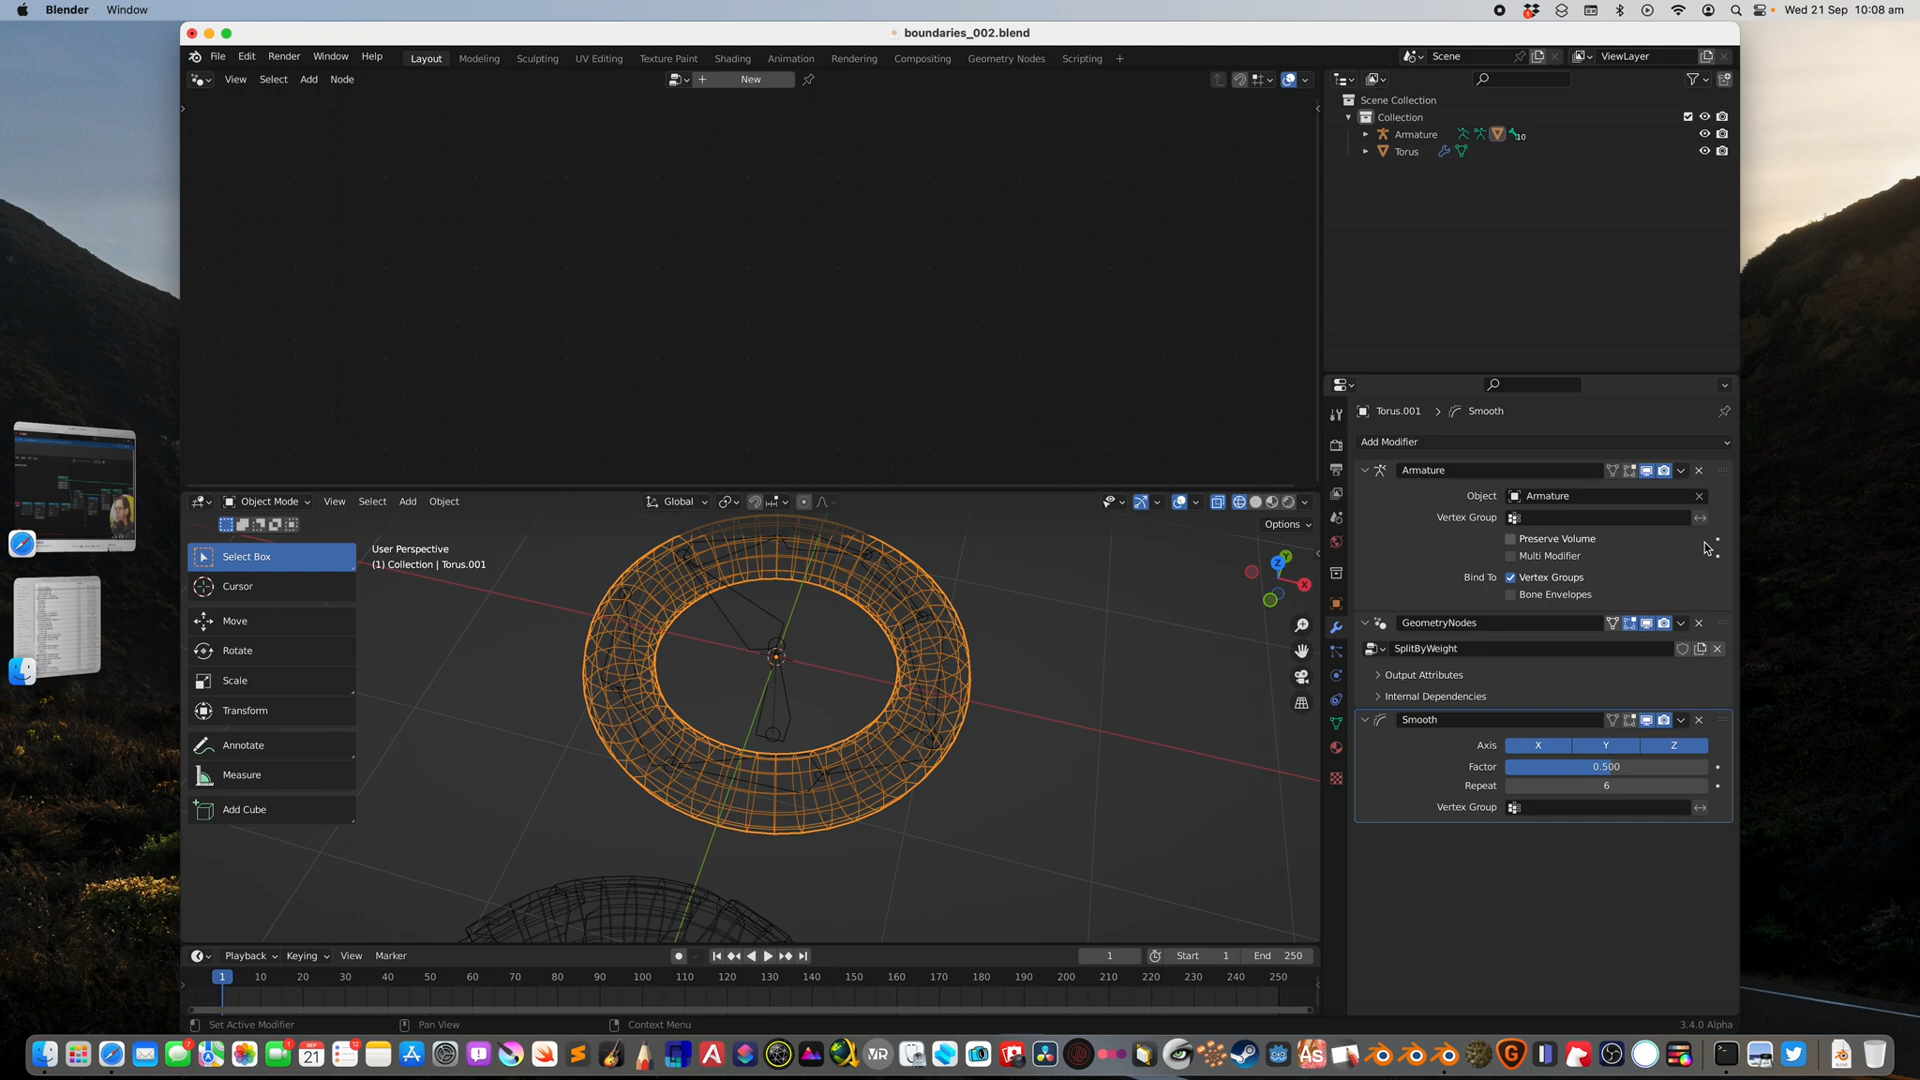 Blender Window Wed 21 Sep 10:08 am
boundaries_002.blend
File Edit Render Window Help Layout Modeling Sculpting UV Editing Texture Paint Shading Animation Rendering Compositing Geometry Nodes Scripting + Scene ViewLayer
View Select Add Node New
Scene Collection
Collection
Armature 10
Torus
Torus.001 > Smooth
Add Modifier
Armature
Object Armature
Vertex Group
Preserve Volume
Multi Modifier
Bind To Vertex Groups
Bone Envelopes
GeometryNodes
SplitByWeight
Output Attributes
Internal Dependencies
Smooth
Axis X Y Z
Factor 0.500
Repeat 6
Vertex Group
Object Mode View Select Add Object Global
Options
Select Box
Cursor
Move
Rotate
Scale
Transform
Annotate
Measure
Add Cube
User Perspective
(1) Collection | Torus.001
Y
Z
X
Playback Keying View Marker 1 Start 1 End 250
1 10 20 30 40 50 60 70 80 90 100 110 120 130 140 150 160 170 180 190 200 210 220 230 240 250
Set Active Modifier Pan View Context Menu 3.4.0 Alpha
SEP
21
VR
As